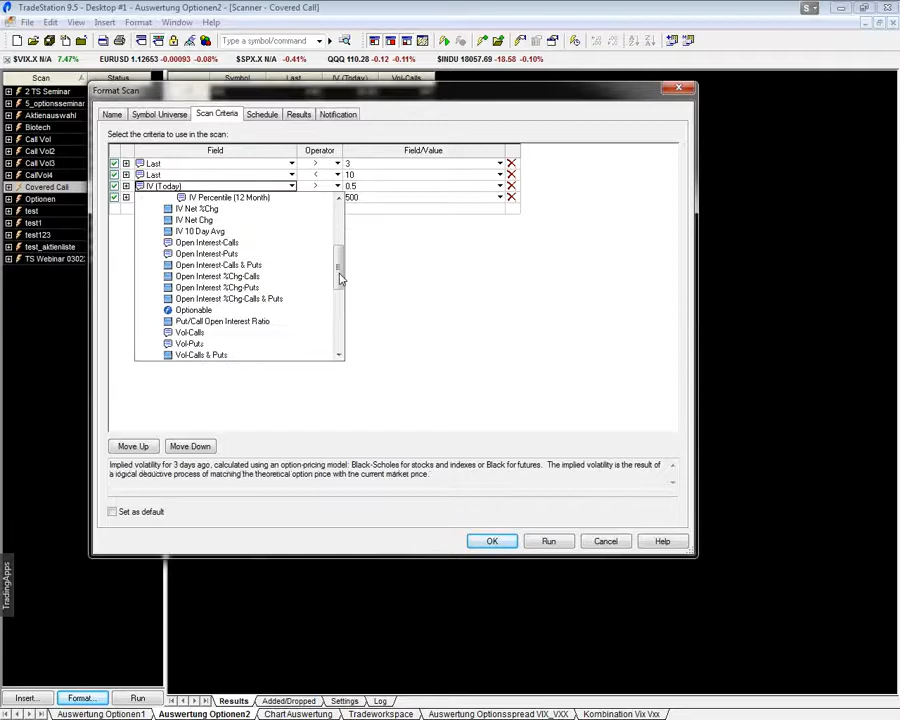 TradeStation 9.5 - Desktop #1 - Auswertung Optionen2 - [Scanner - Covered Call]
File Edit View Insert Format Window Help
Type a symbol/command
$VIX.X N/A 7.47% EURUSD 1.12653 -0.00093 -0.08% $SPX.X N/A -0.41% QQQ 110.28 -0.12 -0.11% $INDU 18057.69 -18.58 -0.10%
Scan Status Symbol Last IV (Today) Vol-Calls
Format Scan
2 TS Seminar
5_optionsseminar
Aktienauswahl
Biotech
Call Vol
Call Vol2
Call Vol3
CallVol4
Covered Call
Optionen
test
test1
test123
test_aktienliste
TS Webinar 0302
Name Symbol Universe Scan Criteria Schedule Results Notification
Select the criteria to use in the scan:
Field Operator Field/Value
Last > 3
Last < 10
IV (Today) > 0.5
500
IV Percentile (12 Month)
IV Net %Chg
IV Net Chg
IV 10 Day Avg
Open Interest-Calls
Open Interest-Puts
Open Interest-Calls & Puts
Open Interest %Chg-Calls
Open Interest %Chg-Puts
Open Interest %Chg-Calls & Puts
Optionable
Put/Call Open Interest Ratio
Vol-Calls
Vol-Puts
Vol-Calls & Puts
Move Up Move Down
Implied volatility for 3 days ago, calculated using an option-pricing model: Black-Scholes for stocks and indexes or Black for futures. The implied volatility is the result of
a logical deductive process of matching the theoretical option price with the current market price.
Set as default
OK Run Cancel Help
TradingApps
Insert... Format... Run
Results Added/Dropped Settings Log
Auswertung Optionen1 Auswertung Optionen2 Chart Auswertung Tradeworkspace Auswertung Optionsspread VIX_VXX Kombination Vix Vxx